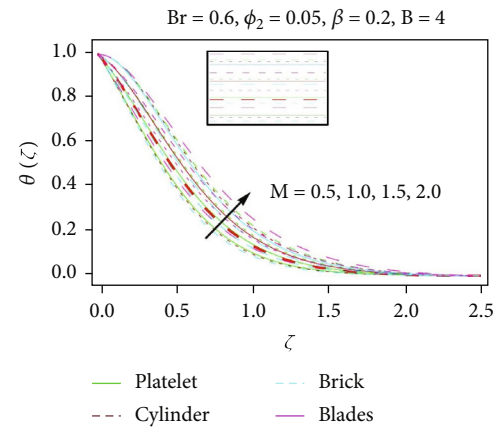 Br = 0.6, ϕ₂ = 0.05, β = 0.2, B = 4
1.0
0.8
0.6
0.4
0.2
0.0
θ (ζ)
M = 0.5, 1.0, 1.5, 2.0
0.0 0.5 1.0 1.5 2.0 2.5
ζ
Platelet Brick
Cylinder Blades